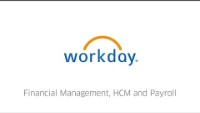 workday.
Financial Management, HCM and Payroll